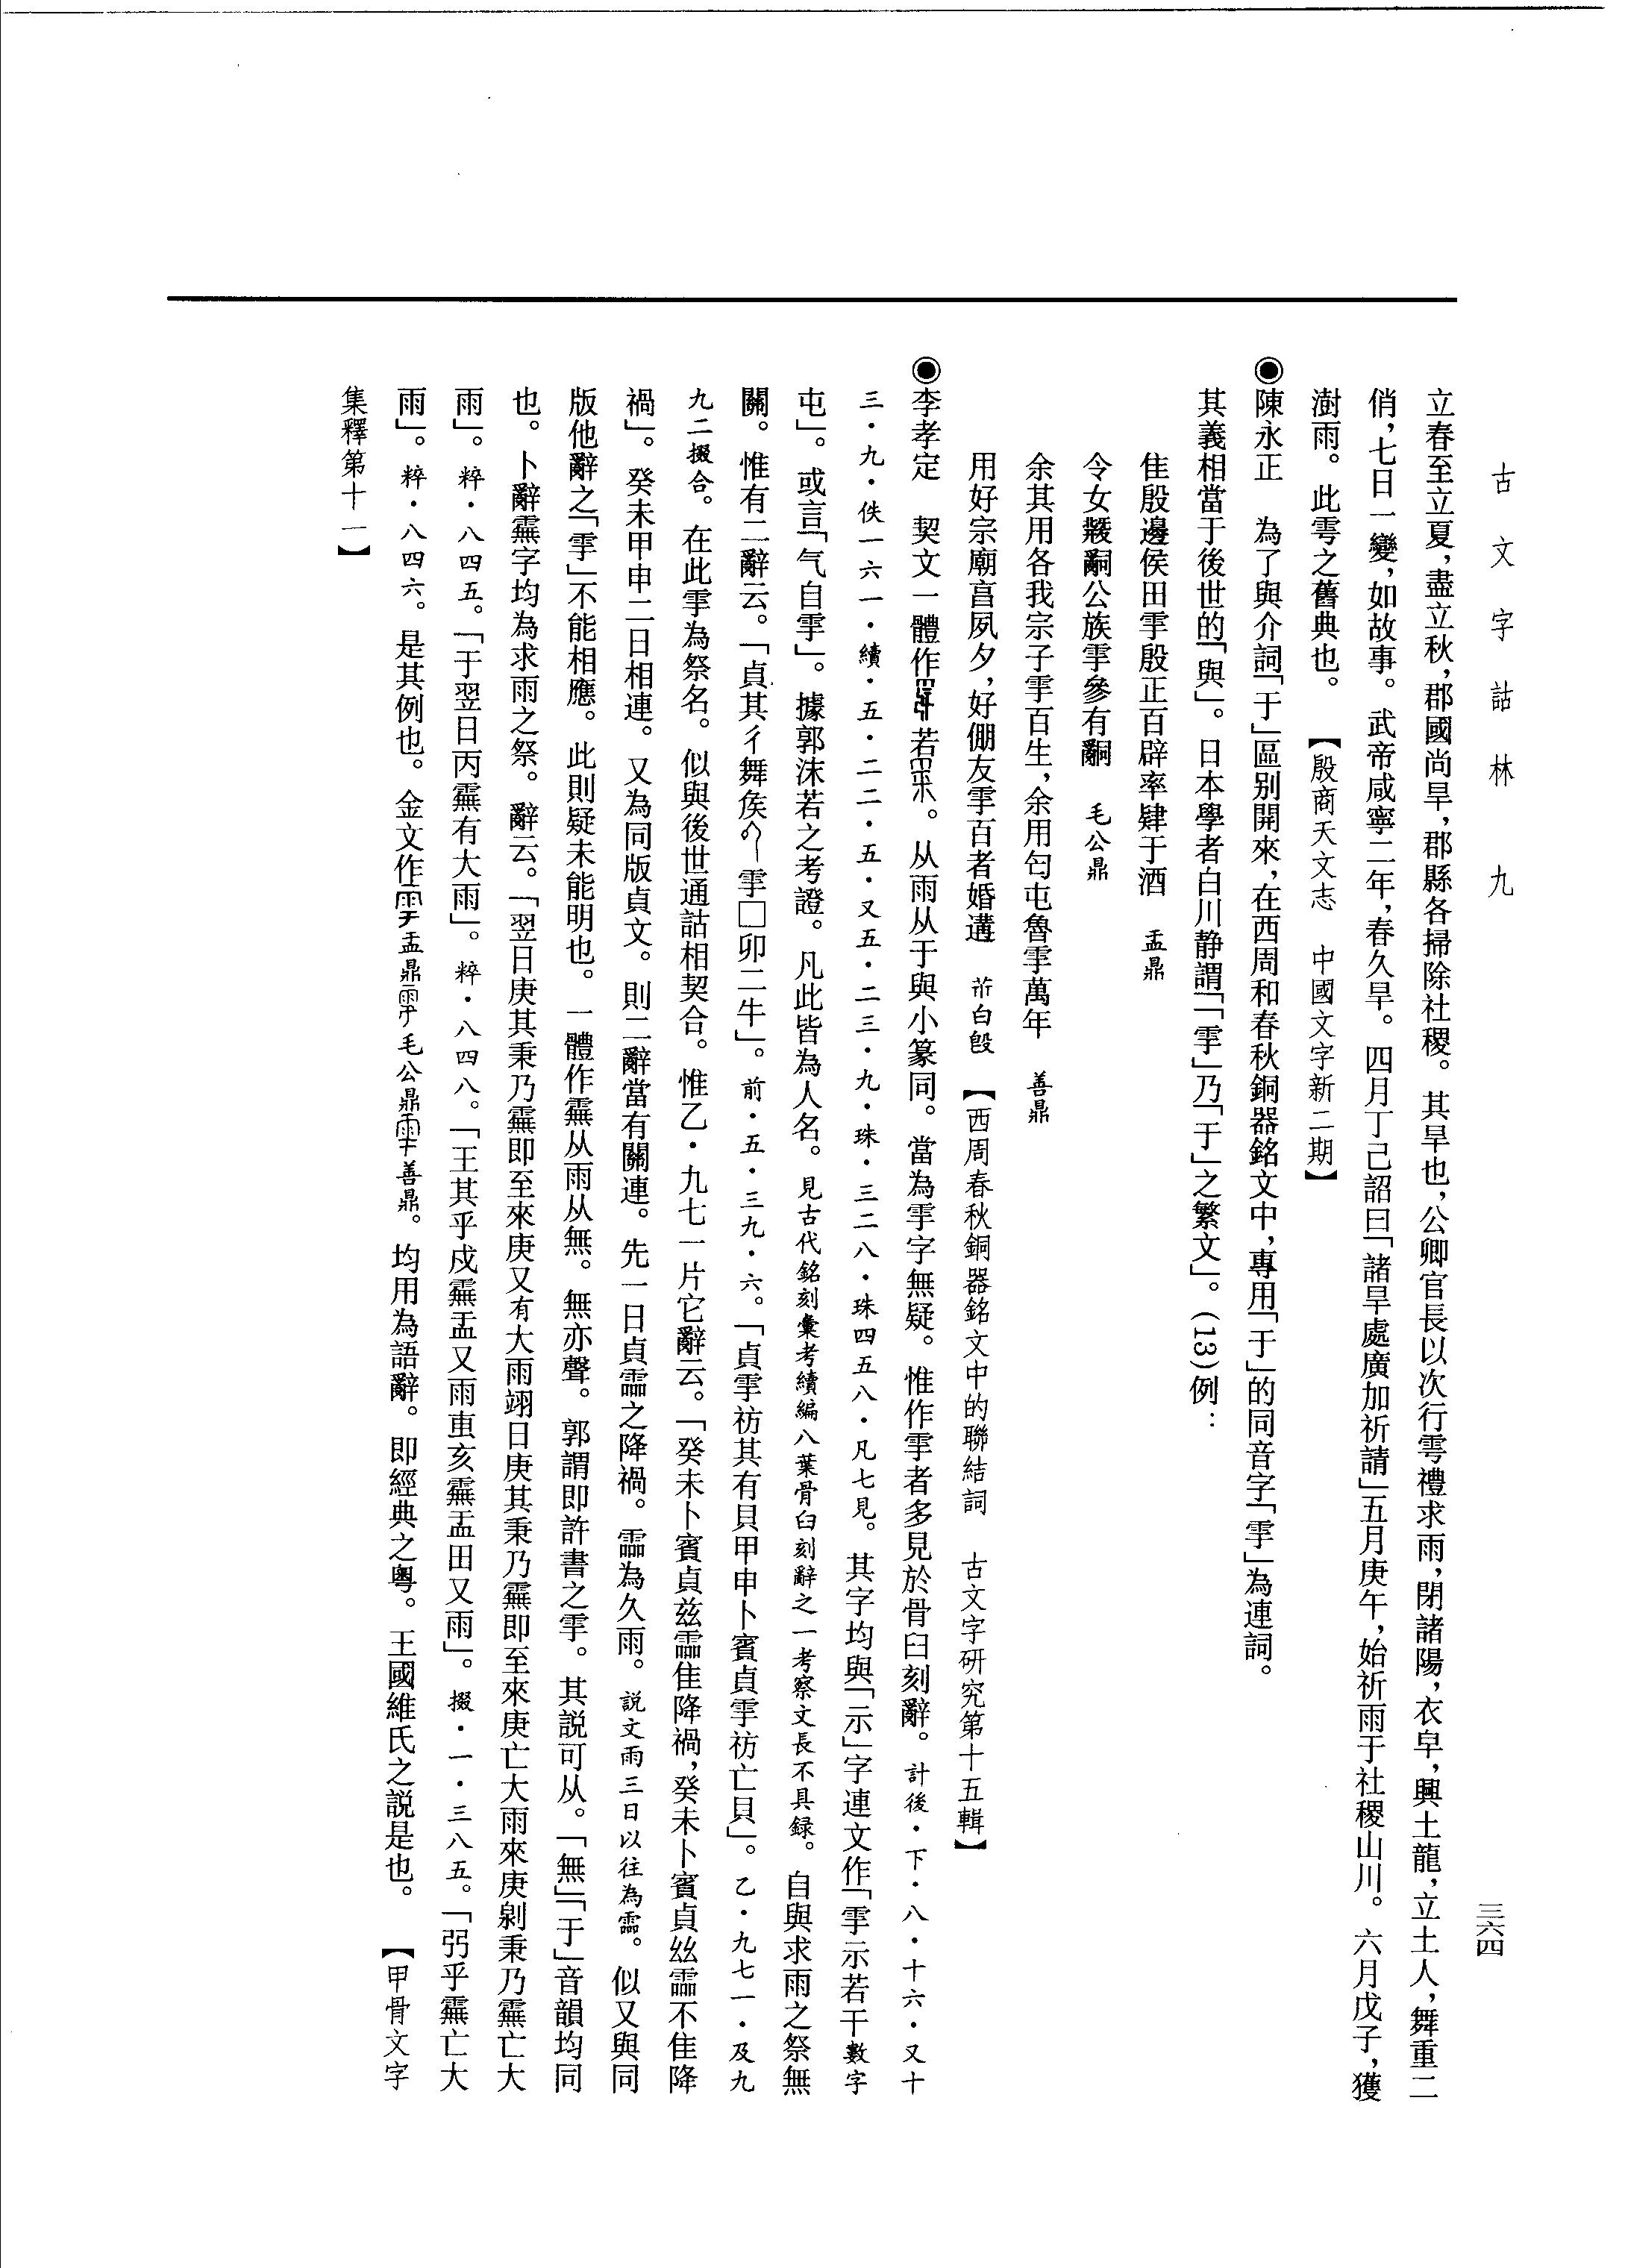 古文字詁林 九
三六四
立春至立夏,盡立秋,郡國尚旱,郡縣各掃除社稷。其旱也,公卿官長以次行雩禮求雨,閉諸陽,衣皁,興土龍,立土人,舞重二
俏,七日一變,如故事。武帝咸寧二年,春久旱。四月丁己詔曰「諸旱處廣加祈請」五月庚午,始祈雨于社稷山川。六月戊子,獲
澍雨。此雩之舊典也。 【殷商天文志 中國文字新二期】
◉陳永正 為了與介詞「于」區别開來,在西周和春秋銅器銘文中,專用「于」的同音字「雩」為連詞。
其義相當于後世的「與」。日本學者白川静謂「「雩」乃「于」之繁文」。(13)例:
隹殷邊侯田雩殷正百辟率肄于酒 盂鼎
令女辥嗣公族雩參有嗣 毛公鼎
余其用各我宗子雩百生,余用匄屯魯雩萬年 善鼎
用好宗廟亯夙夕,好倗友雩百者婚遘 白𣪘 【西周春秋銅器銘文中的聯結詞 古文字研究第十五輯】
◉李孝定 契文一體作若。从雨从于與小篆同。當為雩字無疑。惟作雩者多見於骨臼刻辭。計後・下・八・十六・又十
三・九・佚一六一・續・五・二二・五・又五・二三・九・珠・三二八・珠四五八・凡七見。其字均與「示」字連文作「雩示若干數字
屯」。或言「气自雩」。據郭沫若之考證。凡此皆為人名。見古代銘刻彙考續編八葉骨臼刻辭之一考察文長不具録。自與求雨之祭無
關。惟有二辭云。「貞其彳舞矦雩□卯二牛」。前・五・三九・六。「貞雩祊其有貝甲申卜賓貞雩祊亡貝」。乙・九七一・及九
九二掇合。在此雩為祭名。似與後世通詁相契合。惟乙・九七一片它辭云。「癸未卜賓貞兹霝隹降禍,癸未卜賓貞𢆶霝不隹降
禍」。癸未甲申二日相連。又為同版貞文。則二辭當有關連。先一日貞霝之降禍。霝為久雨。説文雨三日以往為霝。似又與同
版他辭之「雩」不能相應。此則疑未能明也。一體作䨋从雨从無。無亦聲。郭謂即許書之雩。其説可从。「無」「于」音韻均同
也。卜辭䨋字均為求雨之祭。辭云。「翌日庚其秉乃䨋即至來庚又有大雨翊日庚其秉乃䨋即至來庚亡大雨來庚剝秉乃䨋亡大
雨」。粹・八四五。「于翌日丙䨋有大雨」。粹・八四八。「王其乎戍䨋盂又雨叀亥䨋盂田又雨」。掇・一・三八五。「弜乎䨋亡大
雨」。粹・八四六。是其例也。金文作盂鼎毛公鼎善鼎。均用為語辭。即經典之粤。王國維氏之説是也。 【甲骨文字
集釋第十一】